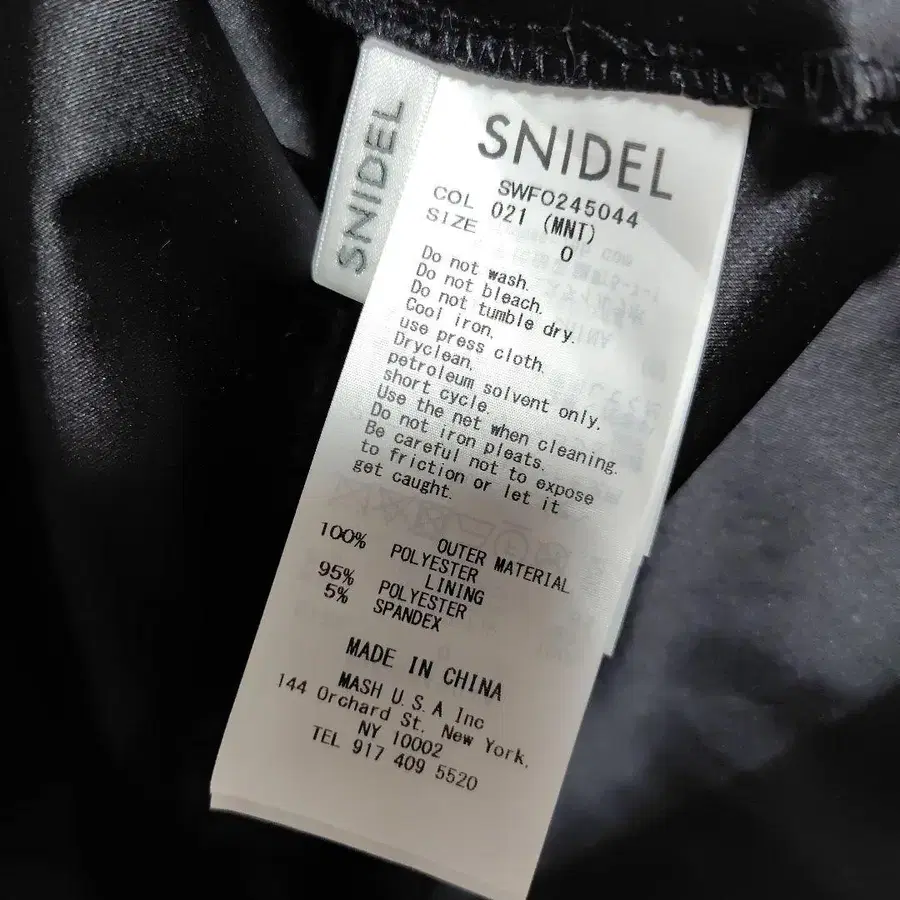 SNIDEL
SNIDEL
SWFO245044
COL 021 (MNT)
SIZE 0
Do not wash.
Do not bleach.
Do not tumble dry.
Cool iron.
use press cloth.
Dryclean.
petroleum solvent only.
short cycle.
Use the net when cleaning.
Do not iron pleats.
Be careful not to expose
to friction or let it
get caught.
OUTER MATERIAL
100% POLYESTER
LINING
95% POLYESTER
5% SPANDEX
MADE IN CHINA
MASH U.S.A Inc
144 Orchard St. New York,
NY 10002
TEL 917 409 5520